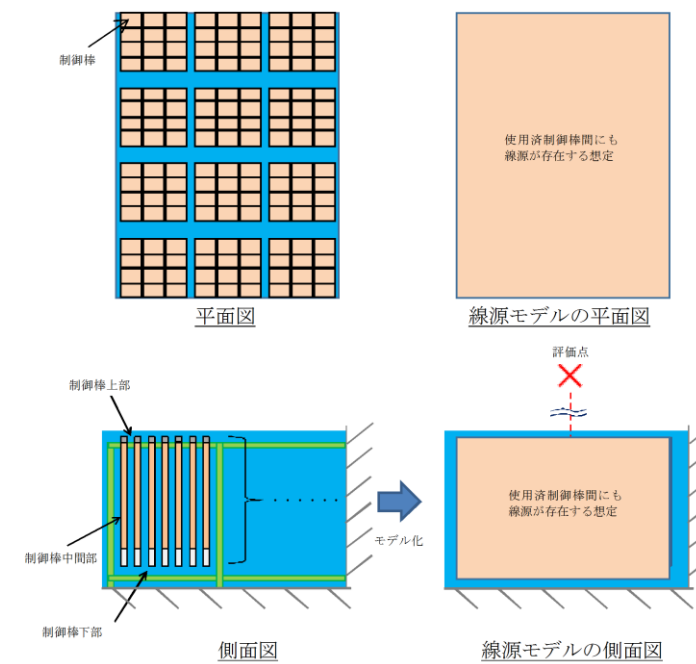 制御棒
使用済制御棒間にも
線源が存在する想定
平面図
線源モデルの平面図
評価点
制御棒上部
使用済制御棒間にも
線源が存在する想定
モデル化
制御棒中間部
制御棒下部
側面図
線源モデルの側面図